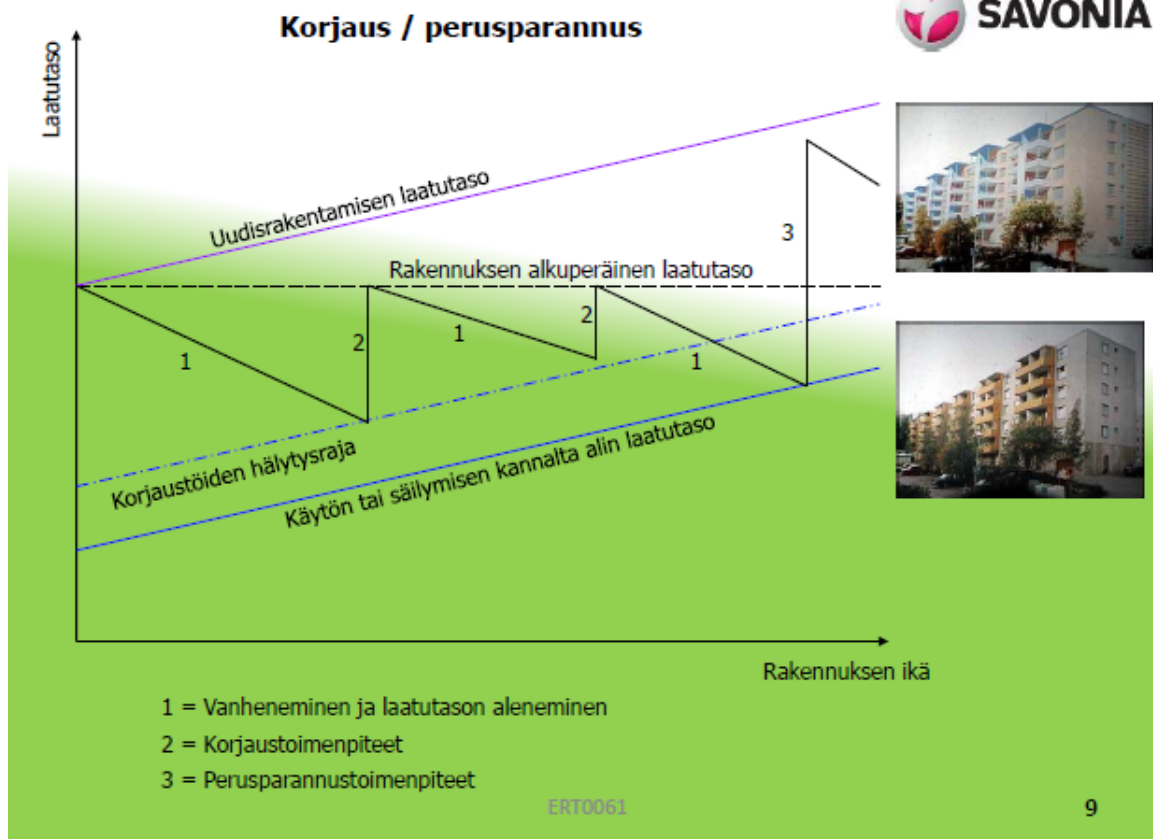 Korjaus / perusparannus
SAVONIA
Laatutaso
Uudisrakentamisen laatutaso
3
Rakennuksen alkuperäinen laatutaso
1
2
1
2
1
Korjaustöiden hälytysraja
Käytön tai säilymisen kannalta alin laatutaso
Rakennuksen ikä
1 = Vanheneminen ja laatutason aleneminen
2 = Korjaustoimenpiteet
3 = Perusparannustoimenpiteet
ERT0061
9